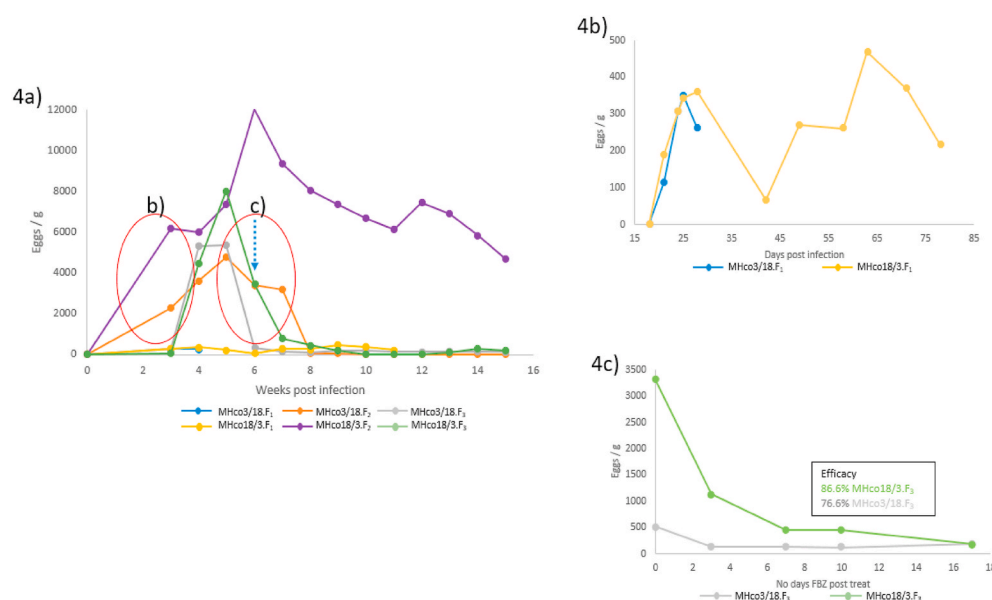 4a)
12000
10000
8000
6000
4000
2000
0
Eggs / g
b)
c)
0 2 4 6 8 10 12 14 16
Weeks post infection
MHco3/18.F₁ MHco3/18.F₂ MHco3/18.F₃
MHco18/3.F₁ MHco18/3.F₂ MHco18/3.F₃
4b)
500
400
300
200
100
0
Eggs / g
15 25 35 45 55 65 75 85
Days post infection
MHco3/18.F₁ MHco18/3.F₁
4c)
3500
3000
2500
2000
1500
1000
500
0
Eggs / g
Efficacy
86.6% MHco18/3.F₃
76.6% MHco3/18.F₃
0 2 4 6 8 10 12 14 16 18
No days FBZ post treat
MHco3/18.F₃ MHco18/3.F₃